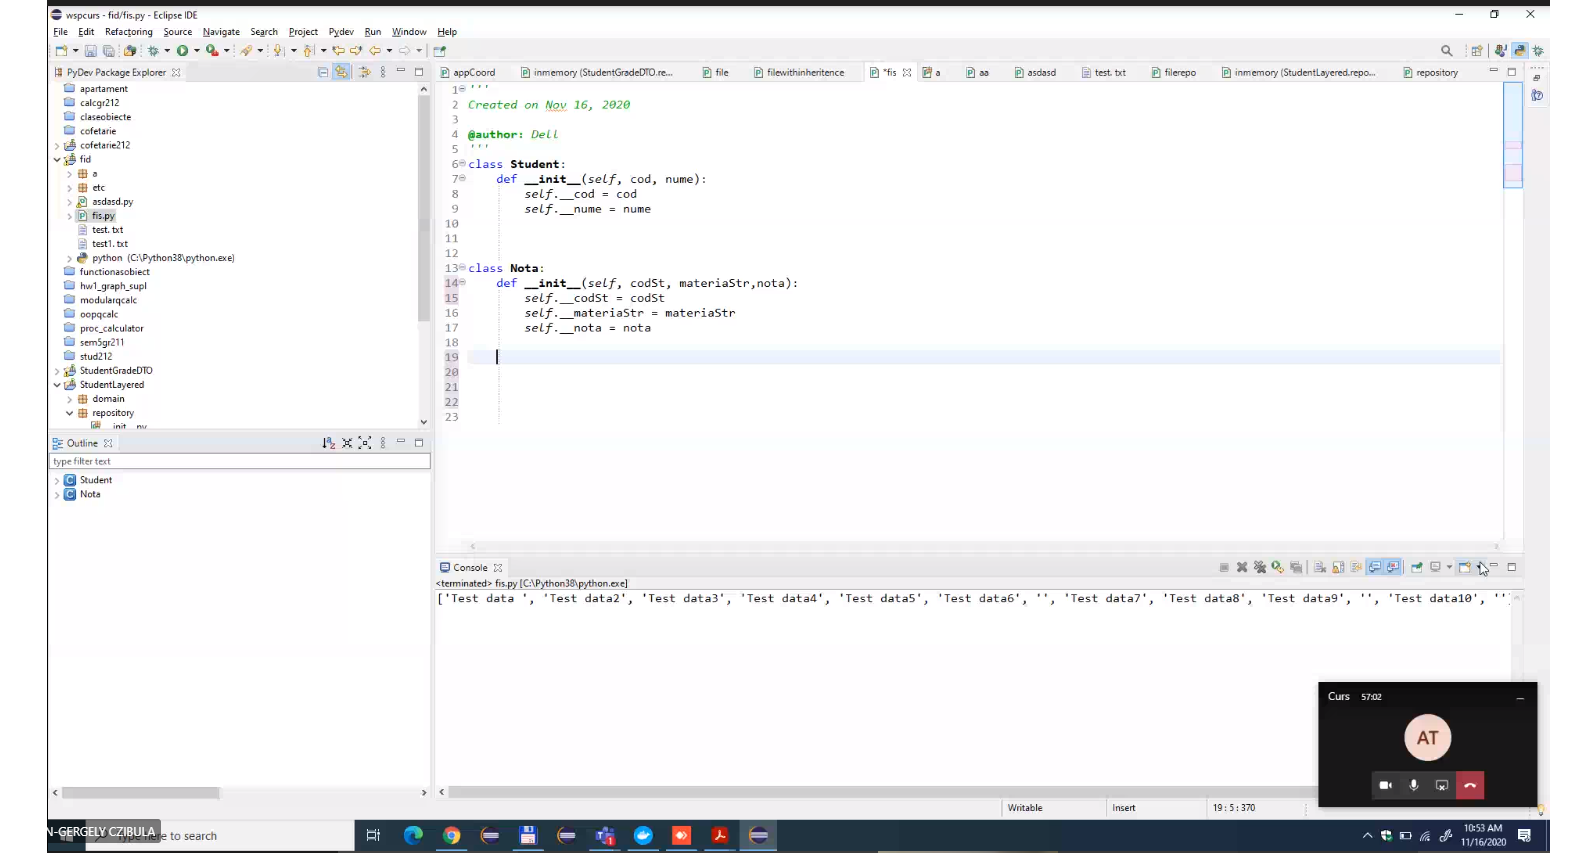 wspcurs - fid/fis.py - Eclipse IDE
File Edit Refactoring Source Navigate Search Project Pydev Run Window Help
PyDev Package Explorer
apartament
calcgr212
claseobiecte
cofetarie
cofetarie212
fid
a
etc
asdasd.py
fis.py
test. txt
test1. txt
python (C:\Python38\python.exe)
functionasobiect
hw1_graph_supl
modularqcalc
oopqcalc
proc_calculator
sem5gr211
stud212
StudentGradeDTO
StudentLayered
domain
repository
__init__.py
Outline
type filter text
Student
Nota
appCoord inmemory (StudentGradeDTO.re... file filewithinheritence *fis a aa asdasd test. txt filerepo inmemory (StudentLayered.repo... repository
1 '''
2 Created on Nov 16, 2020
3
4 @author: Dell
5 '''
6 class Student:
7 def __init__(self, cod, nume):
8 self.__cod = cod
9 self.__nume = nume
10
11
12
13 class Nota:
14 def __init__(self, codSt, materiaStr,nota):
15 self.__codSt = codSt
16 self.__materiaStr = materiaStr
17 self.__nota = nota
18
19
20
21
22
23
Console
<terminated> fis.py [C:\Python38\python.exe]
['Test data ', 'Test data2', 'Test data3', 'Test data4', 'Test data5', 'Test data6', '', 'Test data7', 'Test data8', 'Test data9', '', 'Test data10', '']
Curs 57:02
AT
Writable Insert 19 : 5 : 370
N-GERGELY CZIBULA
here to search
10:53 AM
11/16/2020